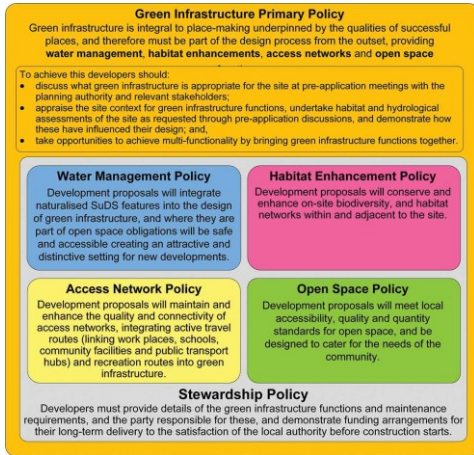 Green Infrastructure Primary Policy
Green infrastructure is integral to place-making underpinned by the qualities of successful
places, and therefore must be part of the design process from the outset, providing
water management, habitat enhancements, access networks and open space
To achieve this developers should:
• discuss what green infrastructure is appropriate for the site at pre-application meetings with the
planning authority and relevant stakeholders;
• appraise the site context for green infrastructure functions, undertake habitat and hydrological
assessments of the site as requested through pre-application discussions, and demonstrate how
these have influenced their design; and,
• take opportunities to achieve multi-functionality by bringing green infrastructure functions together.
Water Management Policy
Development proposals will integrate
naturalised SuDS features into the design
of green infrastructure, and where they are
part of open space obligations will be safe
and accessible creating an attractive and
distinctive setting for new developments.
Habitat Enhancement Policy
Development proposals will conserve and
enhance on-site biodiversity, and habitat
networks within and adjacent to the site.
Access Network Policy
Development proposals will maintain and
enhance the quality and connectivity of
access networks, integrating active travel
routes (linking work places, schools,
community facilities and public transport
hubs) and recreation routes into green
infrastructure.
Open Space Policy
Development proposals will meet local
accessibility, quality and quantity
standards for open space, and be
designed to cater for the needs of the
community.
Stewardship Policy
Developers must provide details of the green infrastructure functions and maintenance
requirements, and the party responsible for these, and demonstrate funding arrangements for
their long-term delivery to the satisfaction of the local authority before construction starts.